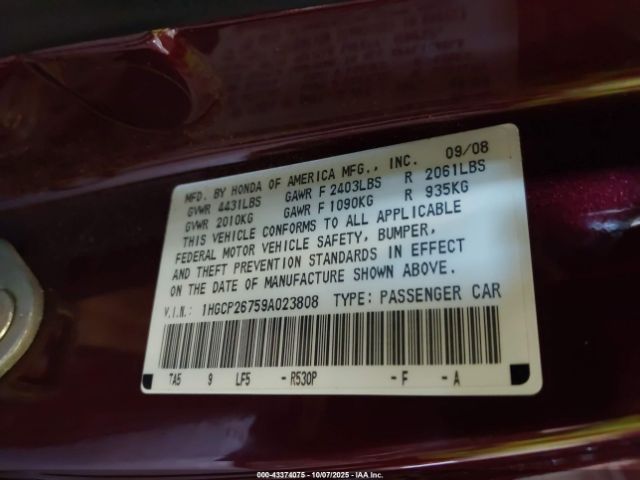 MFD. BY HONDA OF AMERICA MFG., INC. 09/08
GVWR 4431LBS GAWR F 2403LBS R 2061LBS
GVWR 2010KG GAWR F 1090KG R 935KG
THIS VEHICLE CONFORMS TO ALL APPLICABLE
FEDERAL MOTOR VEHICLE SAFETY, BUMPER,
AND THEFT PREVENTION STANDARDS IN EFFECT
ON THE DATE OF MANUFACTURE SHOWN ABOVE.
V.I.N.: 1HGCP26759A023808 TYPE: PASSENGER CAR
TA5 9 LF5 - R530P - F - A
000-43374075 | 10/07/2025 | IAA Inc.